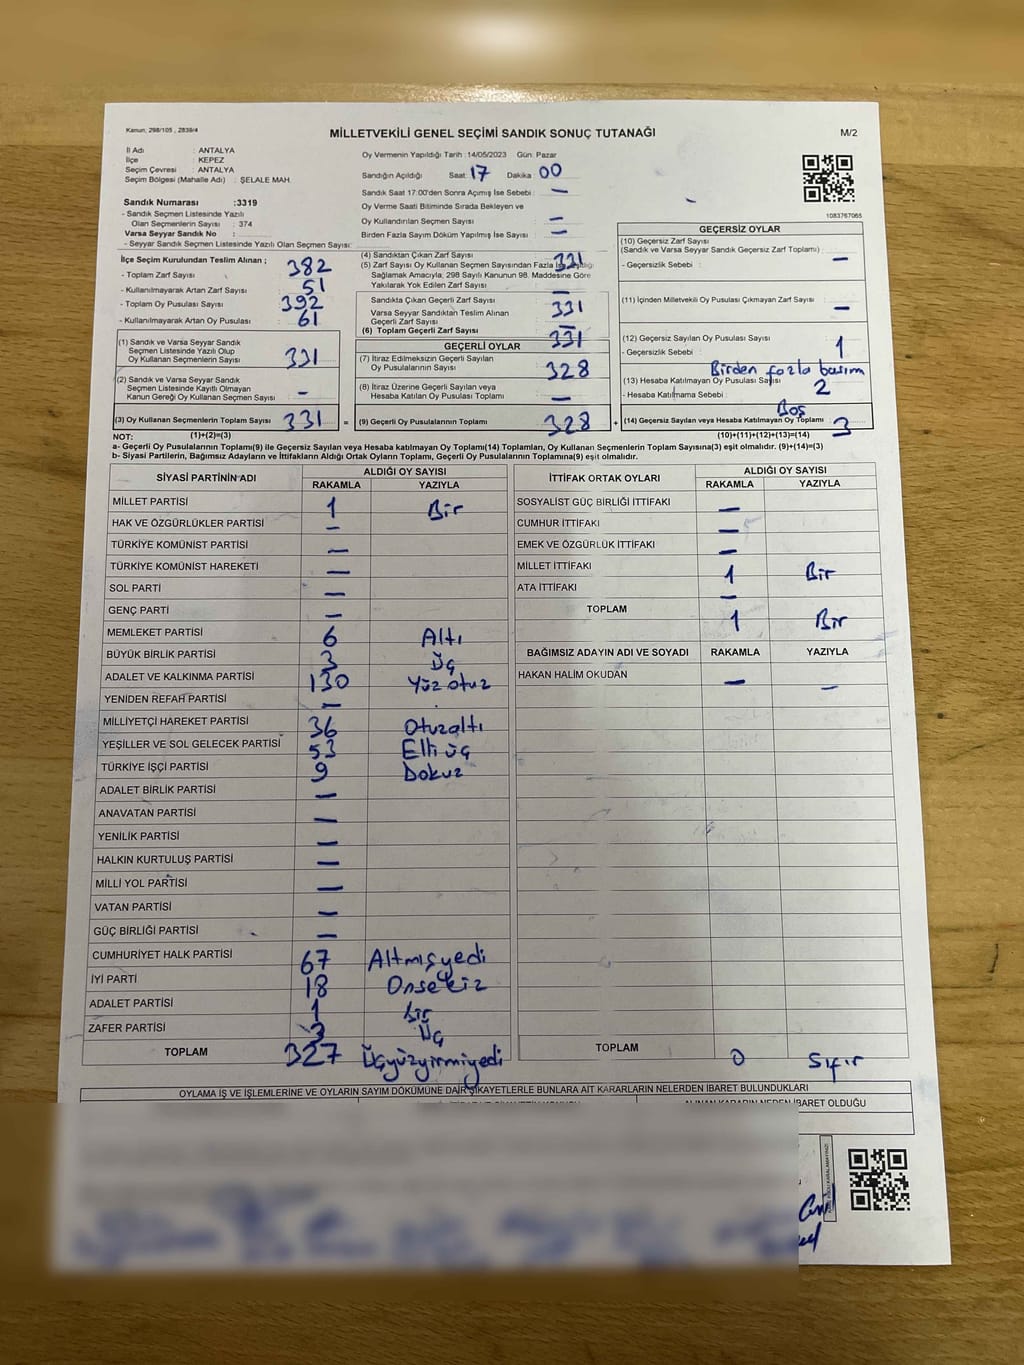 Kanun, 298/105 , 2839/4
MİLLETVEKİLİ GENEL SEÇİMİ SANDIK SONUÇ TUTANAĞI
M/2
İl Adı : ANTALYA
İlçe : KEPEZ
Seçim Çevresi : ANTALYA
Seçim Bölgesi (Mahalle Adı) : ŞELALE MAH.
Oy Vermenin Yapıldığı Tarih : 14/05/2023 Gün: Pazar
Sandığın Açıldığı Saat: 17 Dakika 00
Sandık Saat 17:00'den Sonra Açımış İse Sebebi : —
Oy Verme Saati Bitiminde Sırada Bekleyen ve
Oy Kullandırılan Seçmen Sayısı : —
Birden Fazla Sayım Döküm Yapılmış İse Sayısı : —
1083767065
Sandık Numarası :3319
- Sandık Seçmen Listesinde Yazılı
Olan Seçmenlerin Sayısı : 374
Varsa Seyyar Sandık No :
- Seyyar Sandık Seçmen Listesinde Yazılı Olan Seçmen Sayısı:
İlçe Seçim Kurulundan Teslim Alınan ;
- Toplam Zarf Sayısı 382
- Kullanılmayarak Artan Zarf Sayısı 51
- Toplam Oy Pusulası Sayısı 392
- Kullanılmayarak Artan Oy Pusulası 61
(1) Sandık ve Varsa Seyyar Sandık
Seçmen Listesinde Yazılı Olup
Oy Kullanan Seçmenlerin Sayısı 331
(2) Sandık ve Varsa Seyyar Sandık
Seçmen Listesinde Kayıtlı Olmayan
Kanun Gereği Oy Kullanan Seçmen Sayısı —
(3) Oy Kullanan Seçmenlerin Toplam Sayısı 331 =
(4) Sandıktan Çıkan Zarf Sayısı 331
(5) Zarf Sayısı Oy Kullanan Seçmen Sayısından Fazla İse
Sağlamak Amacıyla; 298 Sayılı Kanunun 98. Maddesine Göre
Yakılarak Yok Edilen Zarf Sayısı —
Sandıkta Çıkan Geçerli Zarf Sayısı 331
Varsa Seyyar Sandıktan Teslim Alınan
Geçerli Zarf Sayısı —
(6) Toplam Geçerli Zarf Sayısı 331
GEÇERLİ OYLAR
(7) İtiraz Edilmeksizin Geçerli Sayılan
Oy Pusulalarının Sayısı 328
(8) İtiraz Üzerine Geçerli Sayılan veya
Hesaba Katılan Oy Pusulası Toplamı —
(9) Geçerli Oy Pusulalarının Toplamı 328 +
GEÇERSİZ OYLAR
(10) Geçersiz Zarf Sayısı
(Sandık ve Varsa Seyyar Sandık Geçersiz Zarf Toplamı) —
- Geçersizlik Sebebi :
(11) İçinden Milletvekili Oy Pusulası Çıkmayan Zarf Sayısı —
(12) Geçersiz Sayılan Oy Pusulası Sayısı 1
- Geçersizlik Sebebi :
Birden fazla basım
(13) Hesaba Katılmayan Oy Pusulası Sayısı 2
- Hesaba Katılmama Sebebi :
Boş
(14) Geçersiz Sayılan veya Hesaba Katılmayan Oy Toplamı 3
NOT: (1)+(2)=(3) (10)+(11)+(12)+(13)=(14)
a- Geçerli Oy Pusulalarının Toplamı(9) ile Geçersiz Sayılan veya Hesaba katılmayan Oy Toplamı(14) Toplamları, Oy Kullanan Seçmenlerin Toplam Sayısına(3) eşit olmalıdır. (9)+(14)=(3)
b- Siyasi Partilerin, Bağımsız Adayların ve İttifakların Aldığı Ortak Oyların Toplamı, Geçerli Oy Pusulalarının Toplamına(9) eşit olmalıdır.
SİYASİ PARTİNİN ADI ALDIĞI OY SAYISI
RAKAMLA YAZIYLA
MİLLET PARTİSİ 1 Bir
HAK VE ÖZGÜRLÜKLER PARTİSİ —
TÜRKİYE KOMÜNİST PARTİSİ —
TÜRKİYE KOMÜNİST HAREKETİ —
SOL PARTİ —
GENÇ PARTİ —
MEMLEKET PARTİSİ 6 Altı
BÜYÜK BİRLİK PARTİSİ 3 Üç
ADALET VE KALKINMA PARTİSİ 130 Yüz otuz
YENİDEN REFAH PARTİSİ —
MİLLİYETÇİ HAREKET PARTİSİ 36 Otuzaltı
YEŞİLLER VE SOL GELECEK PARTİSİ 53 Elli üç
TÜRKİYE İŞÇİ PARTİSİ 9 Dokuz
ADALET BİRLİK PARTİSİ —
ANAVATAN PARTİSİ —
YENİLİK PARTİSİ —
HALKIN KURTULUŞ PARTİSİ —
MİLLİ YOL PARTİSİ —
VATAN PARTİSİ —
GÜÇ BİRLİĞİ PARTİSİ —
CUMHURİYET HALK PARTİSİ 67 Altmışyedi
İYİ PARTİ 18 Onsekiz
ADALET PARTİSİ 1 Bir
ZAFER PARTİSİ 3 Üç
TOPLAM 327 Üçyüzyirmiyedi
İTTİFAK ORTAK OYLARI ALDIĞI OY SAYISI
RAKAMLA YAZIYLA
SOSYALİST GÜÇ BİRLİĞİ İTTİFAKI —
CUMHUR İTTİFAKI —
EMEK VE ÖZGÜRLÜK İTTİFAKI —
MİLLET İTTİFAKI 1 Bir
ATA İTTİFAKI —
TOPLAM 1 Bir
BAĞIMSIZ ADAYIN ADI VE SOYADI RAKAMLA YAZIYLA
HAKAN HALİM OKUDAN — —
TOPLAM 0 Sıfır
OYLAMA İŞ VE İŞLEMLERİNE VE OYLARIN SAYIM DÖKÜMÜNE DAİR ŞİKAYETLERLE BUNLARA AİT KARARLARIN NELERDEN İBARET BULUNDUKLARI
ALINAN KARARIN NEDEN İBARET OLDUĞU